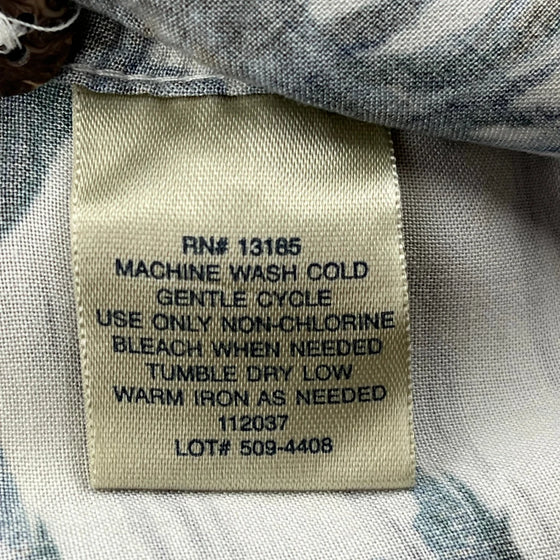 RN# 13185
MACHINE WASH COLD
GENTLE CYCLE
USE ONLY NON-CHLORINE
BLEACH WHEN NEEDED
TUMBLE DRY LOW
WARM IRON AS NEEDED
112037
LOT# 509-4408